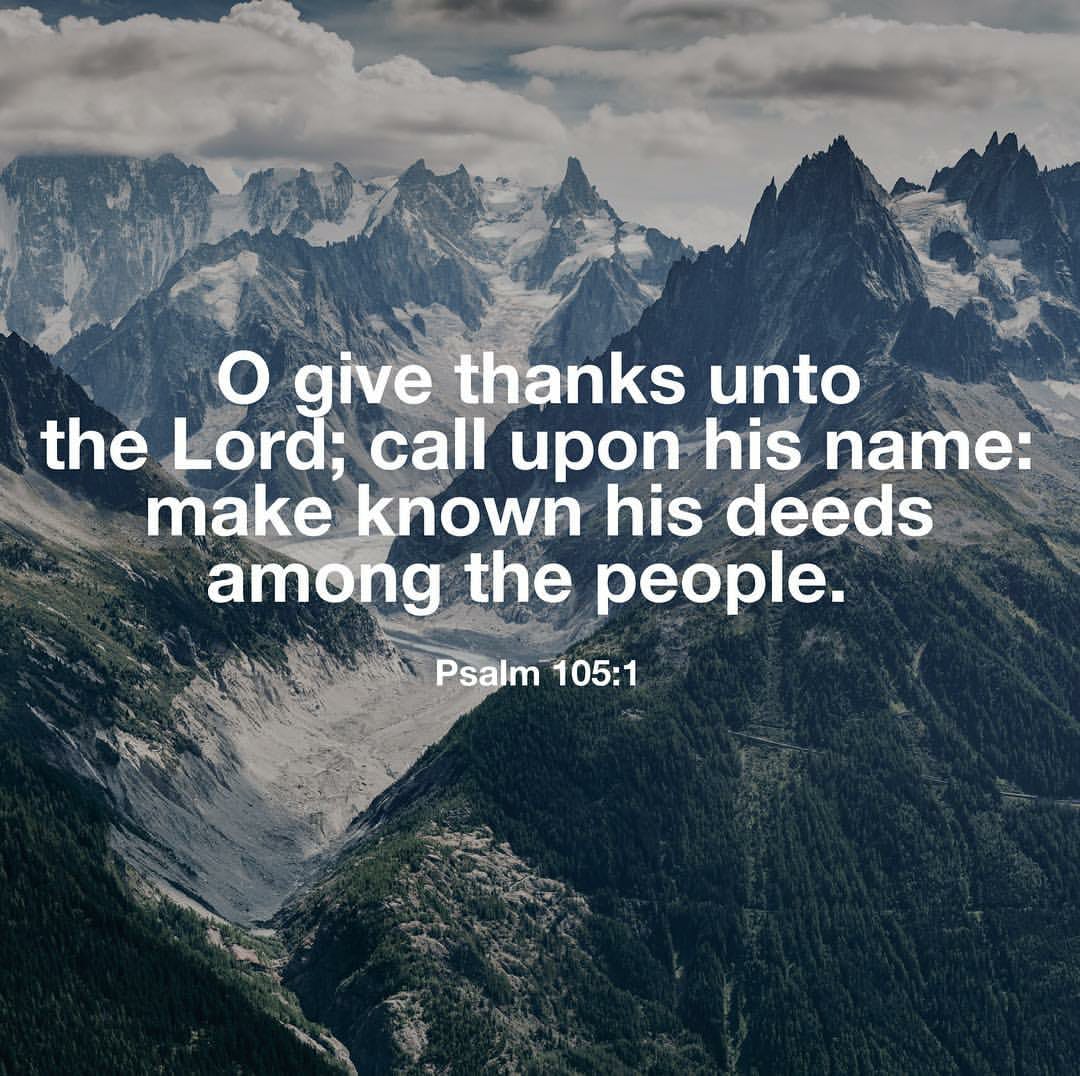 O give thanks unto
the Lord; call upon his name:
make known his deeds
among the people.
Psalm 105:1